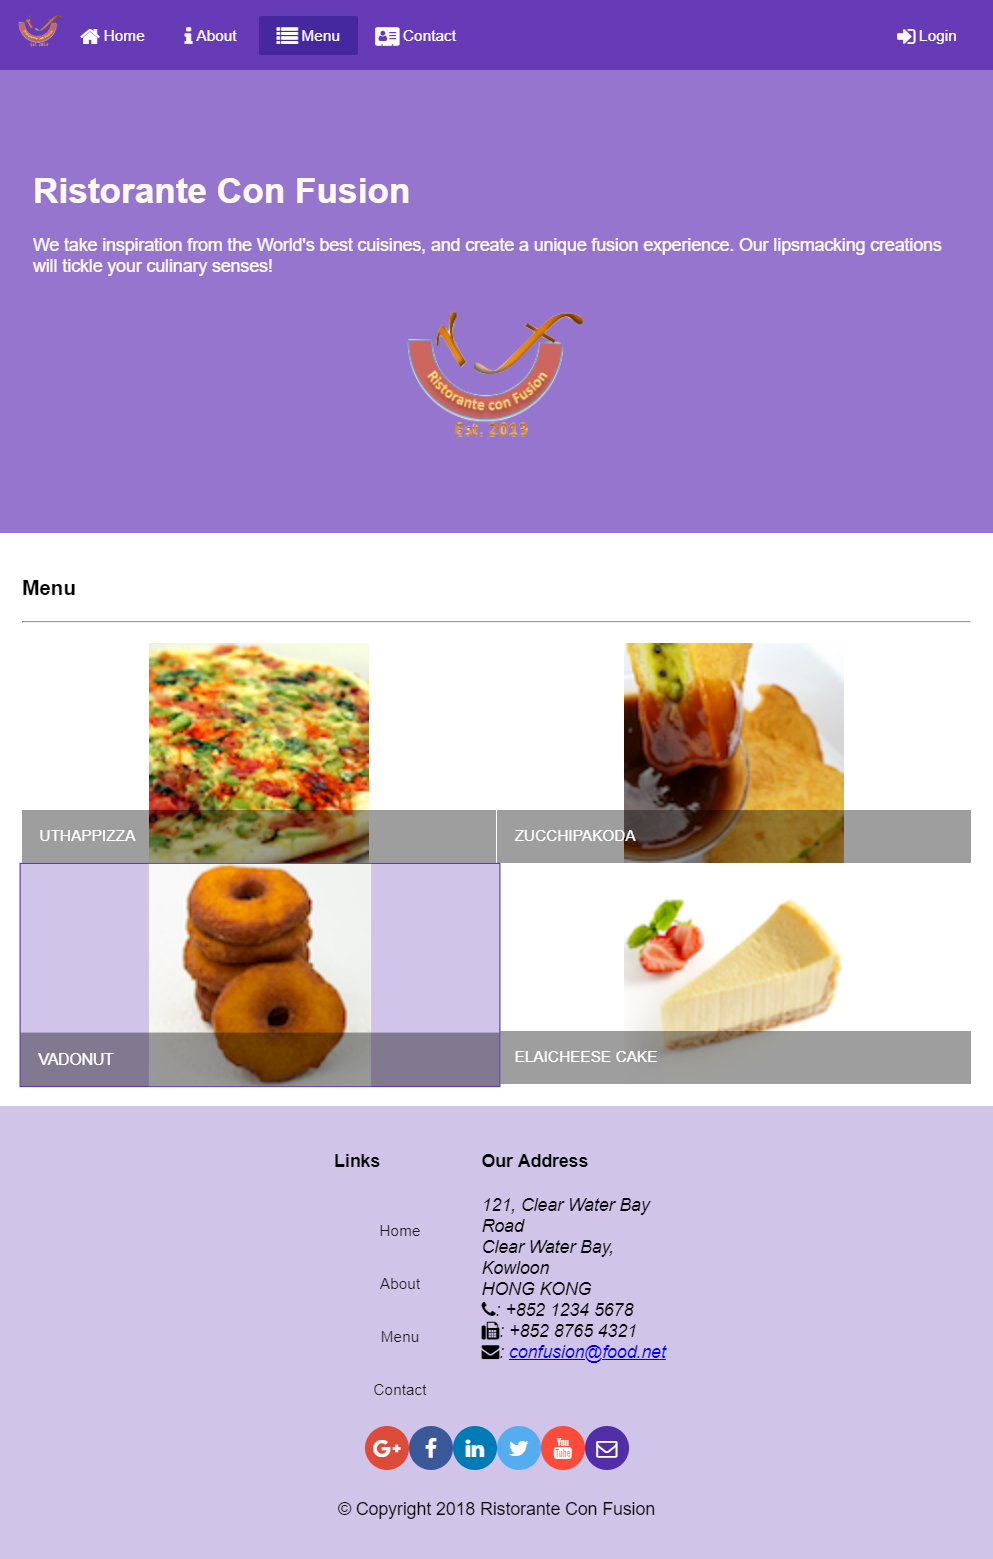 Home
About
Menu
Contact
Login
Ristorante Con Fusion
We take inspiration from the World's best cuisines, and create a unique fusion experience. Our lipsmacking creations
will tickle your culinary senses!
Ristorante con Fusion
Est. 2013
Menu
UTHAPPIZZA
ZUCCHIPAKODA
VADONUT
ELAICHEESE CAKE
Links
Home
About
Menu
Contact
Our Address
121, Clear Water Bay
Road
Clear Water Bay,
Kowloon
HONG KONG
: +852 1234 5678
: +852 8765 4321
: confusion@food.net
G+
f
in
You
Tube
© Copyright 2018 Ristorante Con Fusion